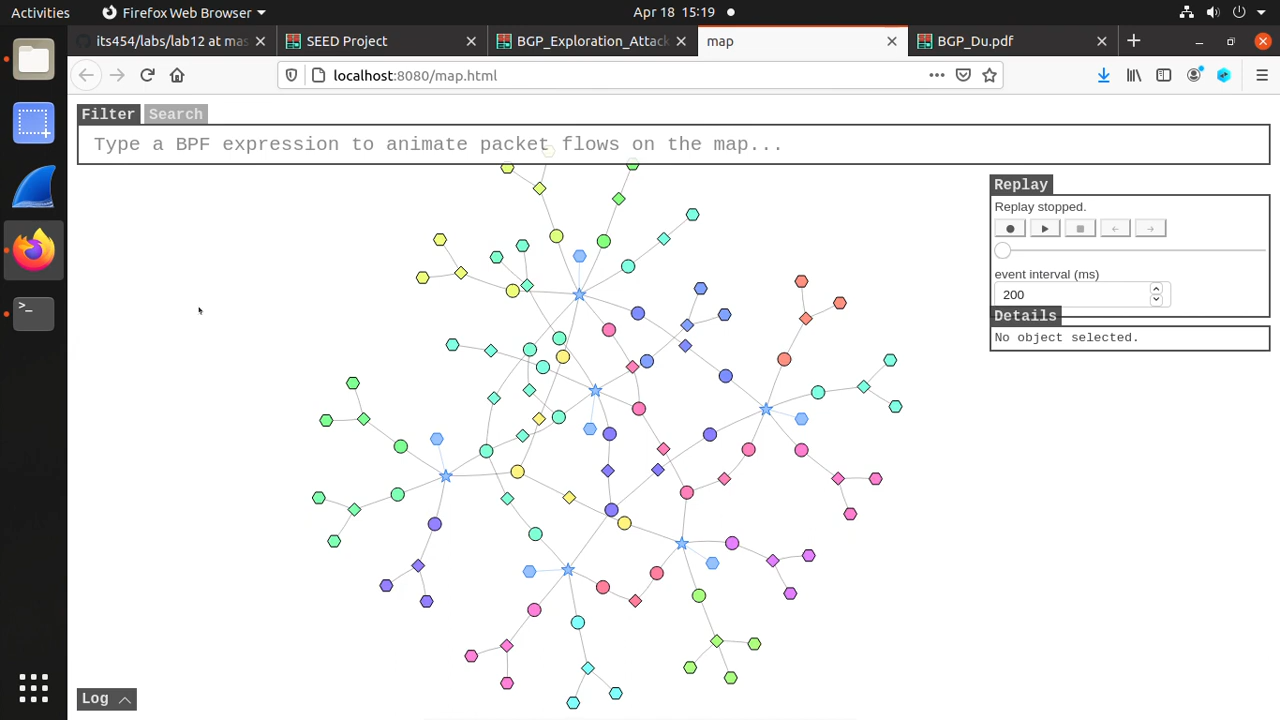 Activities
Firefox Web Browser
Apr 18 15:19
its454/labs/lab12 at mas
SEED Project
BGP_Exploration_Attack
map
BGP_Du.pdf
localhost:8080/map.html
Filter
Search
Type a BPF expression to animate packet flows on the map...
Replay
Replay stopped.
event interval (ms)
200
Details
No object selected.
Log